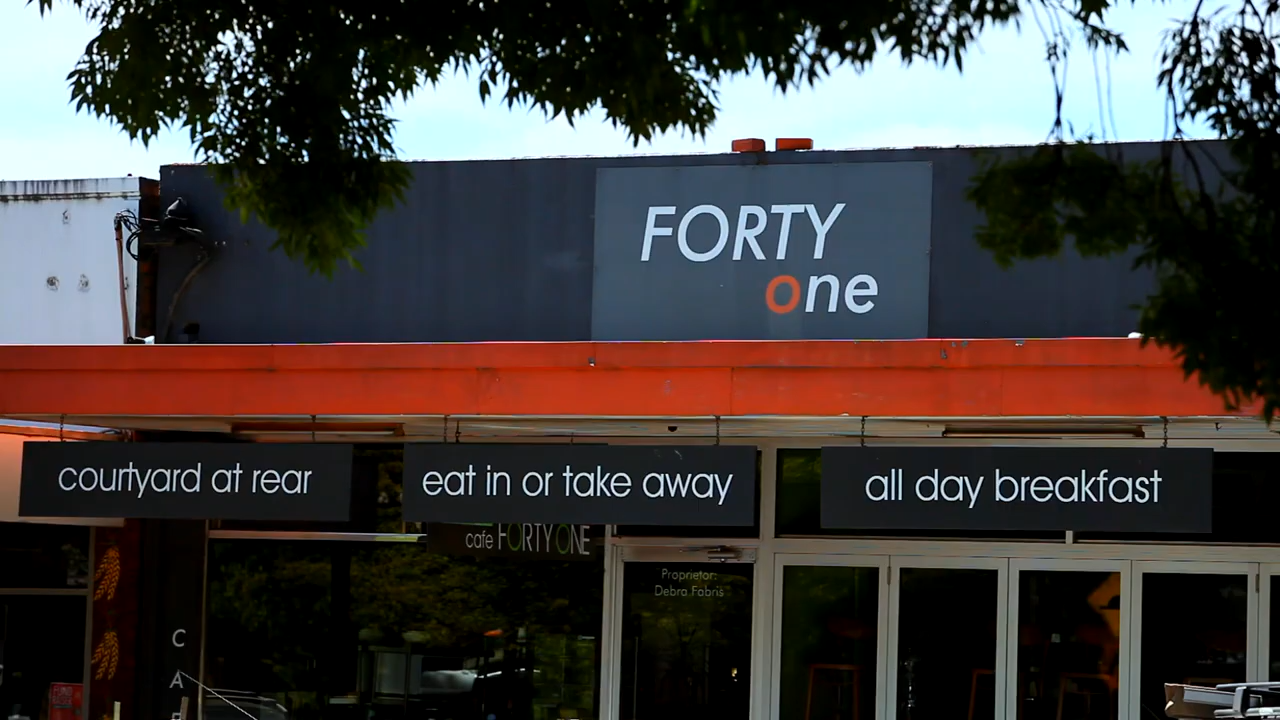 FORTY
one
courtyard at rear
eat in or take away
all day breakfast
cafe FORTY ONE
Proprietor:
Debra Fabris
C
A